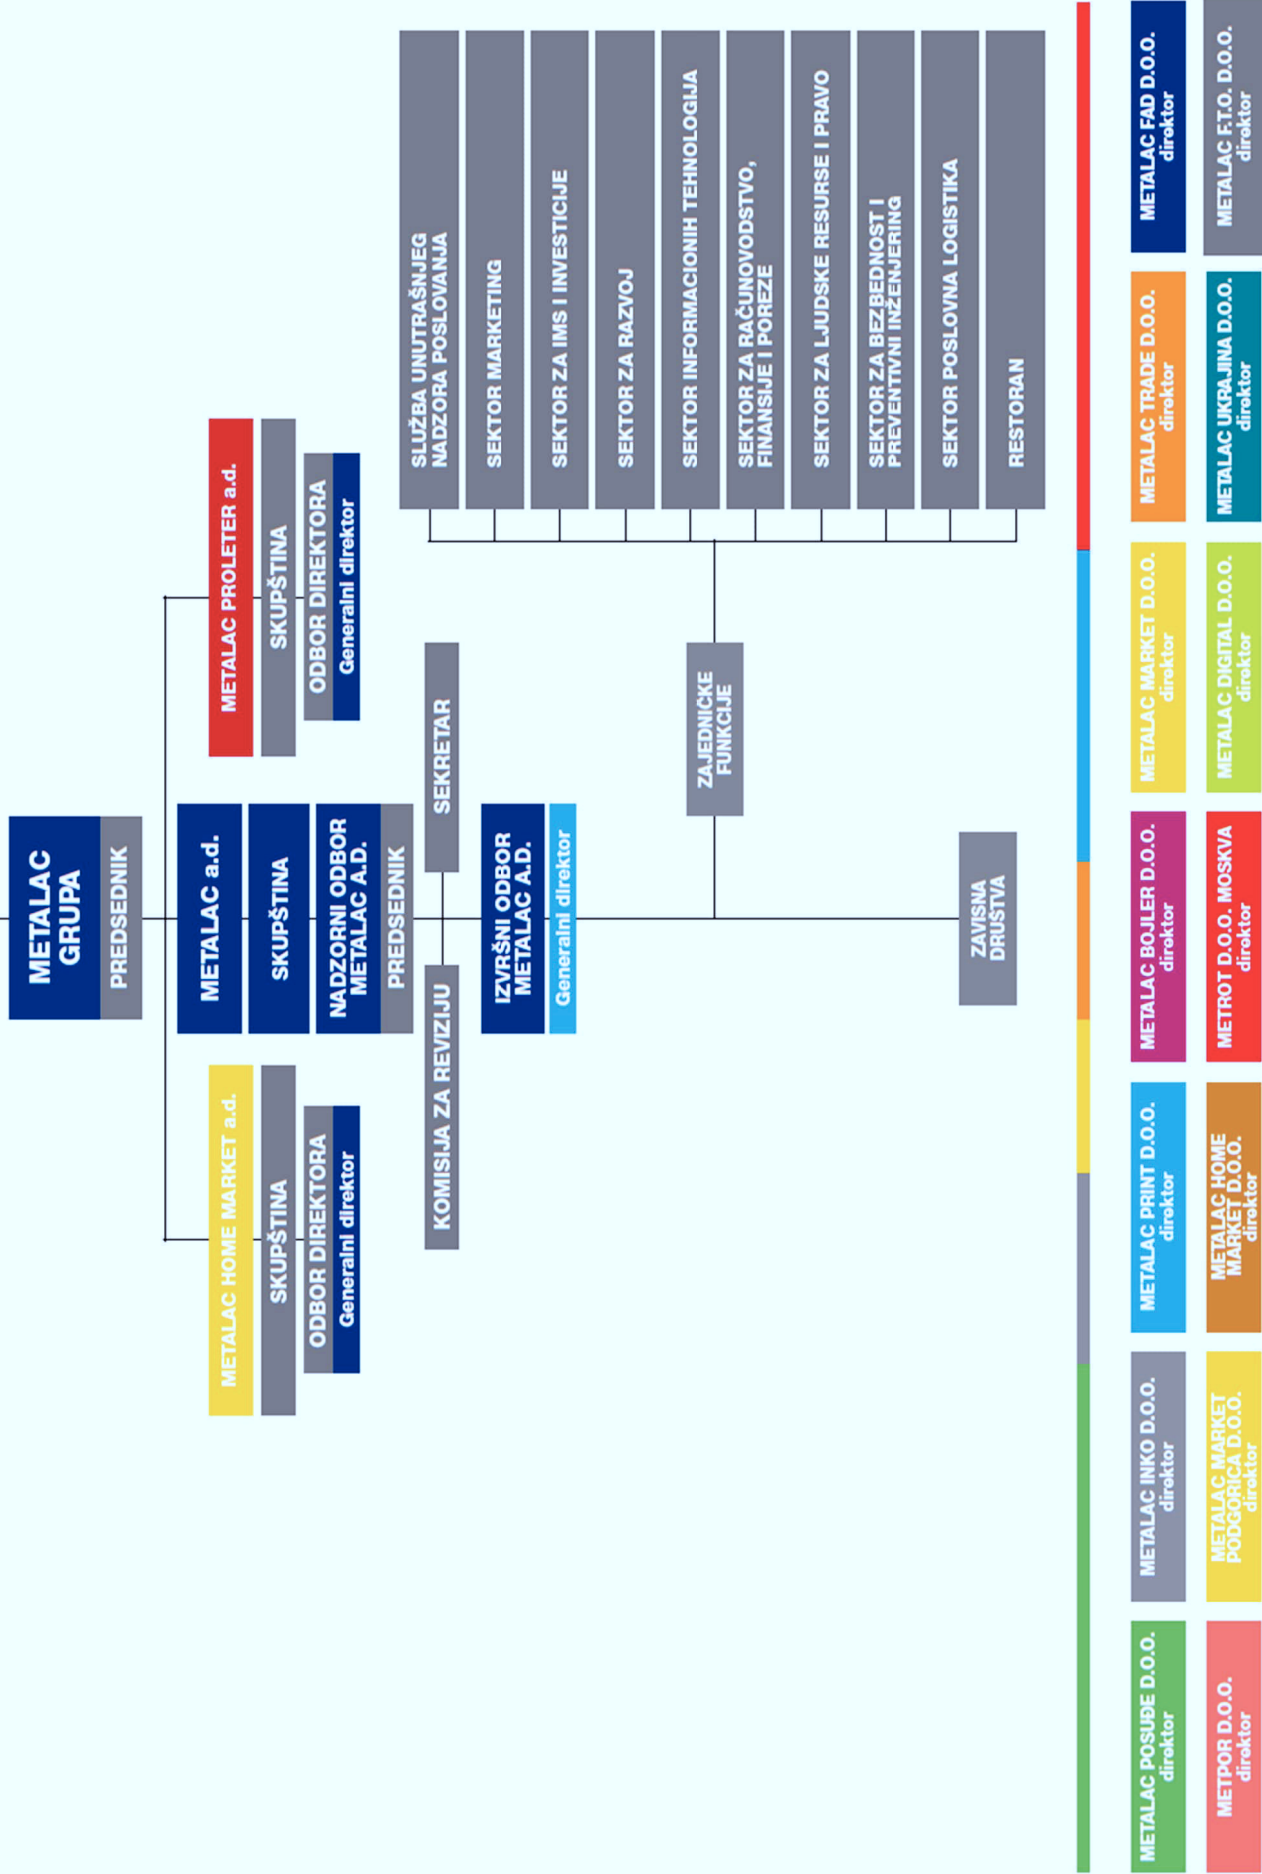 METALAC
GRUPA
PREDSEDNIK
METALAC HOME MARKET a.d.
SKUPŠTINA
ODBOR DIREKTORA
Generalni direktor
METALAC a.d.
SKUPŠTINA
NADZORNI ODBOR
METALAC A.D.
PREDSEDNIK
METALAC PROLETER a.d.
SKUPŠTINA
ODBOR DIREKTORA
Generalni direktor
KOMISIJA ZA REVIZIJU
SEKRETAR
IZVRŠNI ODBOR
METALAC A.D.
Generalni direktor
ZAJEDNIČKE
FUNKCIJE
SLUŽBA UNUTRAŠNJEG
NADZORA POSLOVANJA
SEKTOR MARKETING
SEKTOR ZA IMS I INVESTICIJE
SEKTOR ZA RAZVOJ
SEKTOR INFORMACIONIH TEHNOLOGIJA
SEKTOR ZA RAČUNOVODSTVO,
FINANSIJE I POREZE
SEKTOR ZA LJUDSKE RESURSE I PRAVO
SEKTOR ZA BEZBEDNOST I
PREVENTIVNI INŽENJERING
SEKTOR POSLOVNA LOGISTIKA
RESTORAN
ZAVISNA
DRUŠTVA
METALAC POSUĐE D.O.O.
direktor
METALAC INKO D.O.O.
direktor
METALAC PRINT D.O.O.
direktor
METALAC BOJLER D.O.O.
direktor
METALAC MARKET D.O.O.
direktor
METALAC TRADE D.O.O.
direktor
METALAC FAD D.O.O.
direktor
METPOR D.O.O.
direktor
METALAC MARKET
PODGORICA D.O.O.
direktor
METALAC HOME
MARKET D.O.O.
direktor
METROT D.O.O. MOSKVA
direktor
METALAC DIGITAL D.O.O.
direktor
METALAC UKRAJINA D.O.O.
direktor
METALAC F.T.O. D.O.O.
direktor